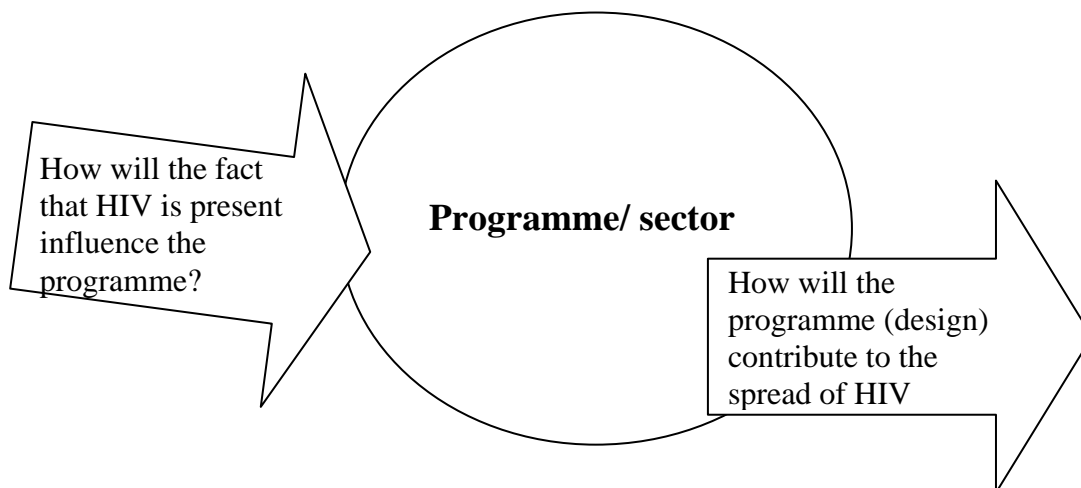 How will the fact
that HIV is present
influence the
programme?
Programme/ sector
How will the
programme (design)
contribute to the
spread of HIV